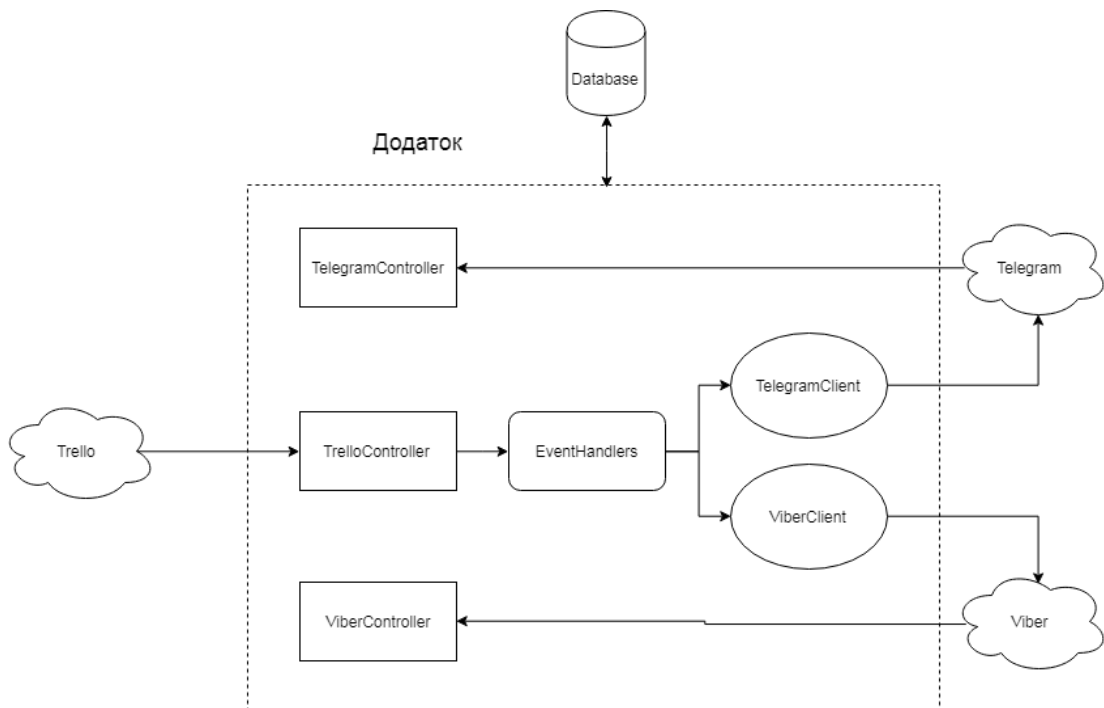 Database
Додаток
TelegramController
Telegram
TelegramClient
Trello
TrelloController
EventHandlers
ViberClient
ViberController
Viber